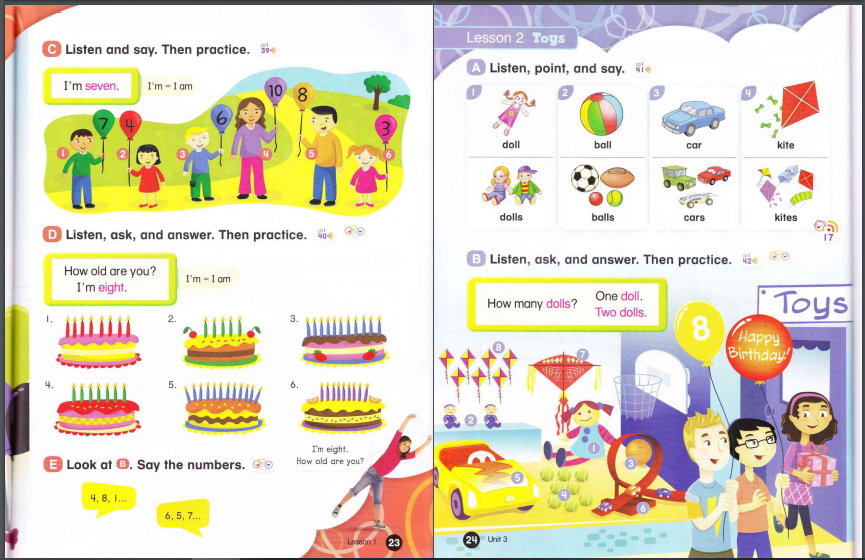 C Listen and say. Then practice. 39
I'm seven.
I'm = I am
7
4
6
10
8
3
1
2
3
4
5
6
D Listen, ask, and answer. Then practice. 40
How old are you?
I'm eight.
I'm = I am
1.
2.
3.
4.
5.
6.
I'm eight.
How old are you?
E Look at B. Say the numbers.
4, 8, 1...
6, 5, 7...
Lesson 1 23
Lesson 2 Toys
A Listen, point, and say. 41
1
2
3
4
doll
ball
car
kite
dolls
balls
cars
kites
17
B Listen, ask, and answer. Then practice. 42
How many dolls?
One doll.
Two dolls.
Toys
8
Happy
Birthday!
8
7
2
1
3
5
4
6
24 Unit 3